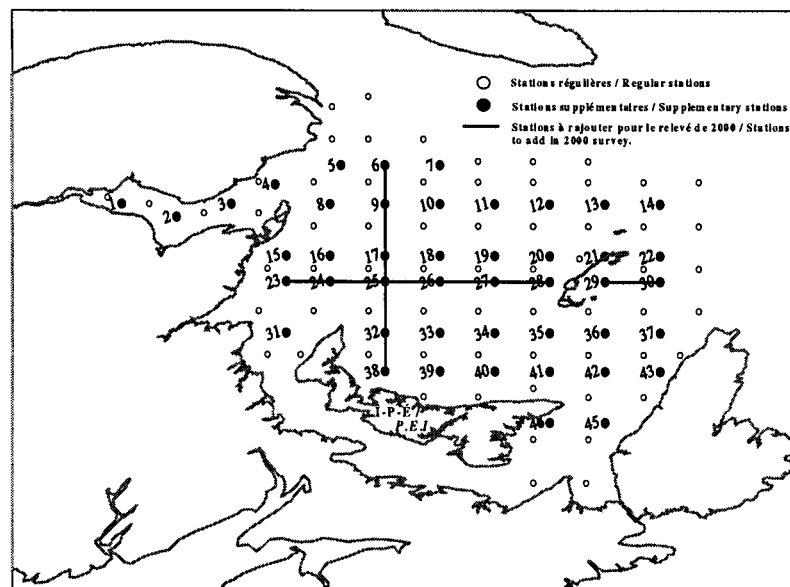 Stations régulières / Regular stations
Stations supplémentaires / Supplementary stations
Stations à rajouter pour le relevé de 2000 / Stations
to add in 2000 survey.
5 6 7
1 2 3 4 8 9 10 11 12 13 14
15 16 17 18 19 20 21 22
23 24 25 26 27 28 29 30
31 32 33 34 35 36 37
38 39 40 41 42 43
I-P-É /
P.E.I
45